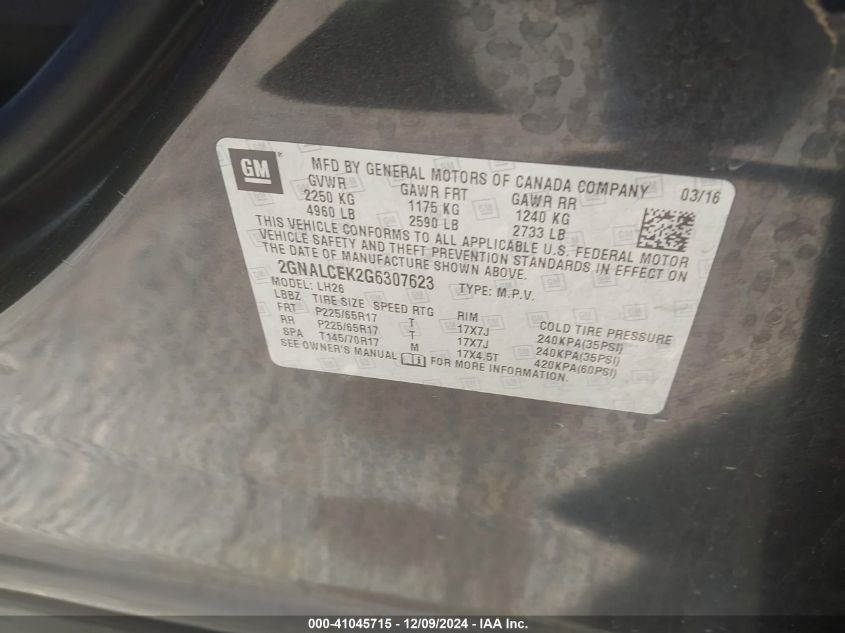 GM ® MFD BY GENERAL MOTORS OF CANADA COMPANY 03/16
GVWR GAWR FRT GAWR RR
2250 KG 1175 KG 1240 KG
4960 LB 2590 LB 2733 LB
THIS VEHICLE CONFORMS TO ALL APPLICABLE U.S. FEDERAL MOTOR
VEHICLE SAFETY AND THEFT PREVENTION STANDARDS IN EFFECT ON
THE DATE OF MANUFACTURE SHOWN ABOVE.
2GNALCEK2G6307623 TYPE: M.P.V.
MODEL: LH26
LBBZ TIRE SIZE SPEED RTG RIM COLD TIRE PRESSURE
FRT P225/65R17 T 17X7J 240KPA(35PSI)
RR P225/65R17 T 17X7J 240KPA(35PSI)
SPA T145/70R17 M 17X4.5T 420KPA(60PSI)
SEE OWNER'S MANUAL FOR MORE INFORMATION.
000-41045715 - 12/09/2024 - IAA Inc.